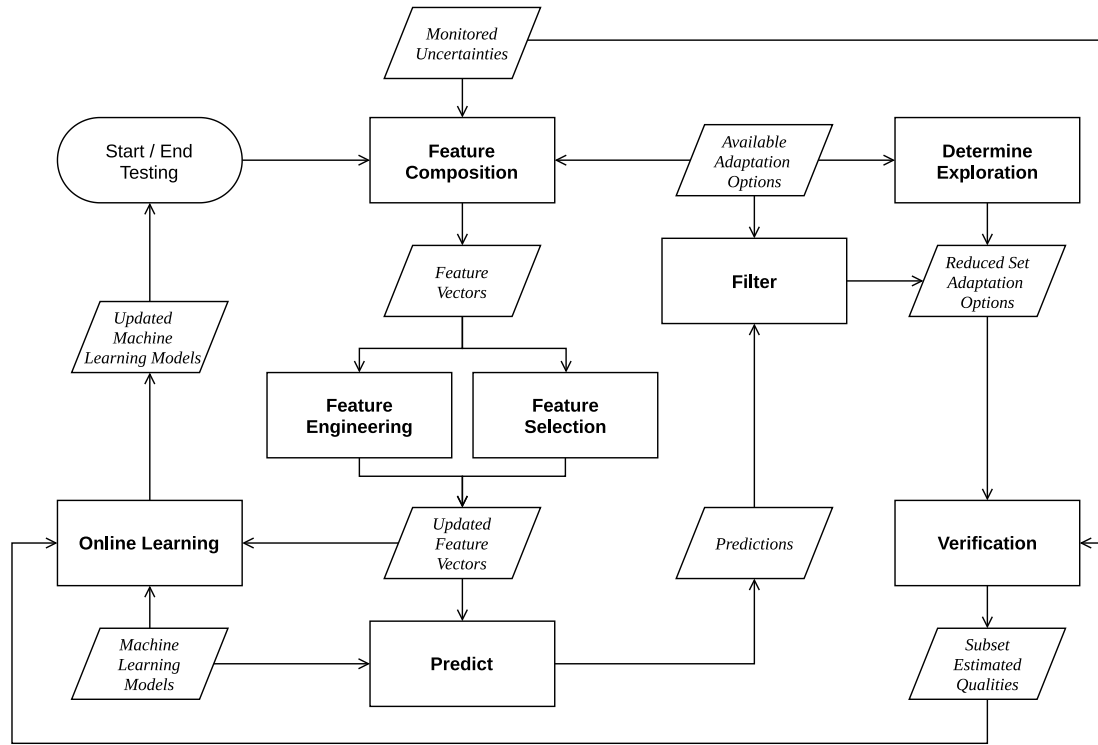 Monitored
Uncertainties
Start / End
Testing
Feature
Composition
Available
Adaptation
Options
Determine
Exploration
Feature
Vectors
Filter
Reduced Set
Adaptation
Options
Updated
Machine
Learning Models
Feature
Engineering
Feature
Selection
Online Learning
Updated
Feature
Vectors
Predictions
Verification
Machine
Learning
Models
Predict
Subset
Estimated
Qualities